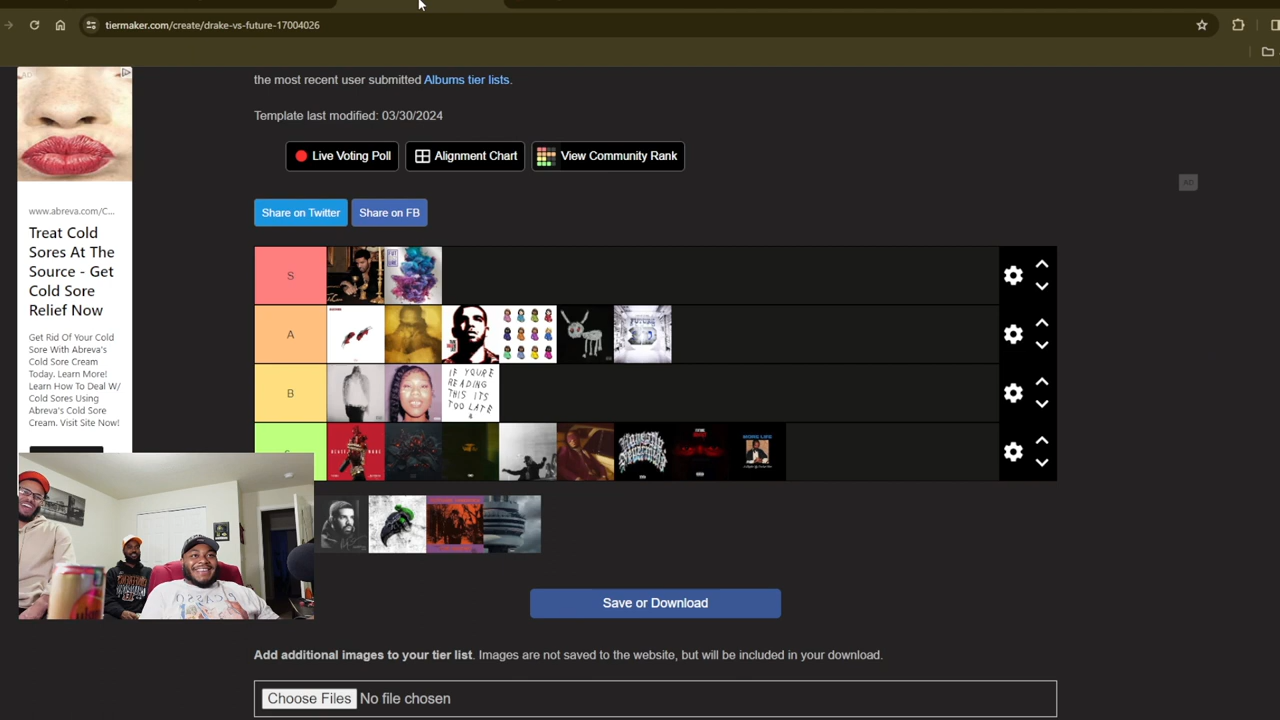 tiermaker.com/create/drake-vs-future-17004026
AD
the most recent user submitted Albums tier lists.
Template last modified: 03/30/2024
Live Voting Poll
Alignment Chart
View Community Rank
AD
www.abreva.com/C...
Share on Twitter
Share on FB
Treat Cold
Sores At The
Source - Get
Cold Sore
Relief Now
Get Rid Of Your Cold
Sore With Abreva's
Cold Sore Cream
Today. Learn More!
Learn How To Deal W/
Cold Sores Using
Abreva's Cold Sore
Cream. Visit Site Now!
S
A
B
IF YOURE
READING
THIS ITS
TOO LATE
MORE LIFE
Save or Download
Add additional images to your tier list. Images are not saved to the website, but will be included in your download.
Choose Files No file chosen